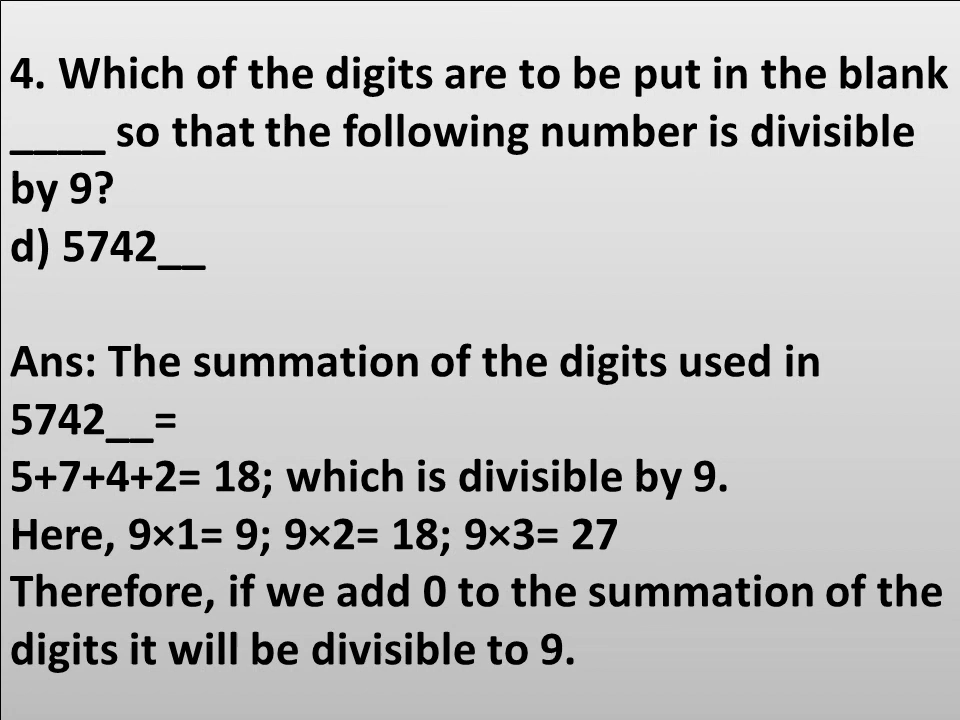 4. Which of the digits are to be put in the blank
____ so that the following number is divisible
by 9?
d) 5742__
Ans: The summation of the digits used in
5742__=
5+7+4+2= 18; which is divisible by 9.
Here, 9×1= 9; 9×2= 18; 9×3= 27
Therefore, if we add 0 to the summation of the
digits it will be divisible to 9.